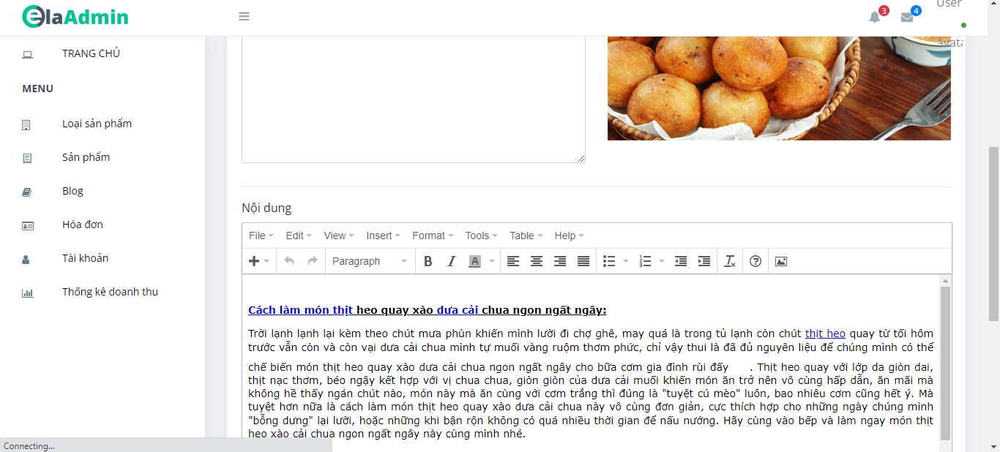 elaAdmin
3
4
User
Avata
TRANG CHỦ
MENU
Loại sản phẩm
Sản phẩm
Blog
Hóa đơn
Tài khoản
Thống kê doanh thu
Nội dung
File Edit View Insert Format Tools Table Help
Paragraph B I A
Cách làm món thịt heo quay xào dưa cải chua ngon ngất ngây:
Trời lạnh lạnh lại kèm theo chút mưa phùn khiến mình lười đi chợ ghê, may quá là trong tủ lạnh còn chút thịt heo quay từ tối hôm
trước vẫn còn và còn vại dưa cải chua mình tự muối vàng ruộm thơm phức, chỉ vậy thui là đã đủ nguyên liệu để chúng mình có thể
chế biến món thịt heo quay xào dưa cải chua ngon ngất ngây cho bữa cơm gia đình rùi đấy . Thịt heo quay với lớp da giòn dai,
thịt nạc thơm, béo ngậy kết hợp với vị chua chua, giòn giòn của dưa cải muối khiến món ăn trở nên vô cùng hấp dẫn, ăn mãi mà
không hề thấy ngán chút nào, món này mà ăn cùng với cơm trắng thì đúng là "tuyệt cú mèo" luôn, bao nhiêu cơm cũng hết ý. Mà
tuyệt hơn nữa là cách làm món thịt heo quay xào dưa cải chua này vô cùng đơn giản, cực thích hợp cho những ngày chúng mình
"bỗng dưng" lại lười, hoặc những khi bận rộn không có quá nhiều thời gian để nấu nướng. Hãy cùng vào bếp và làm ngay món thịt
heo xào cải chua ngon ngất ngây này cùng mình nhé.
Connecting...